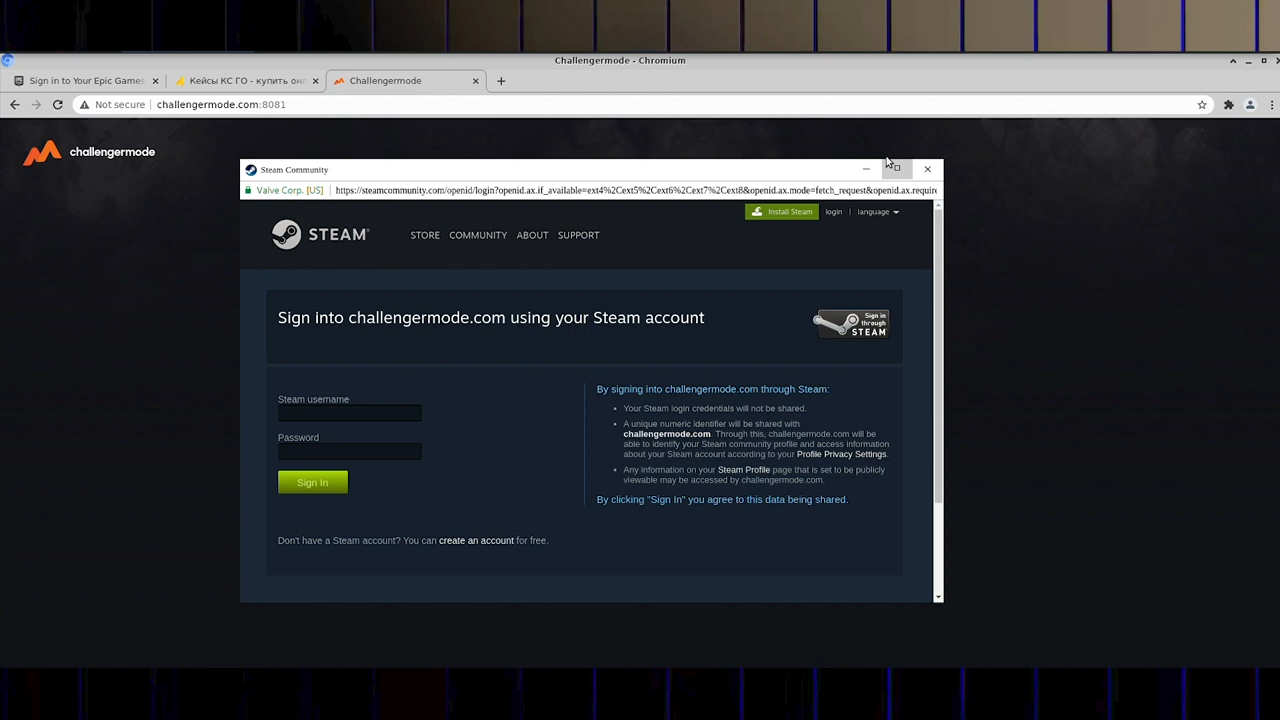 Challengermode - Chromium
Sign in to Your Epic Games
Кейсы КС ГО - купить онл
Challengermode
Not secure
challengermode.com:8081
challengermode
Steam Community
Valve Corp. [US]
https://steamcommunity.com/openid/login?openid.ax.if_available=ext4%2Cext5%2Cext6%2Cext7%2Cext8&openid.ax.mode=fetch_request&openid.ax.require
Install Steam
login
language
STEAM®
STORE
COMMUNITY
ABOUT
SUPPORT
Sign into challengermode.com using your Steam account
Sign in
through
STEAM
Steam username
Password
Sign In
Don't have a Steam account? You can create an account for free.
By signing into challengermode.com through Steam:
• Your Steam login credentials will not be shared.
• A unique numeric identifier will be shared with
challengermode.com. Through this, challengermode.com will be
able to identify your Steam community profile and access information
about your Steam account according to your Profile Privacy Settings.
• Any information on your Steam Profile page that is set to be publicly
viewable may be accessed by challengermode.com.
By clicking "Sign In" you agree to this data being shared.